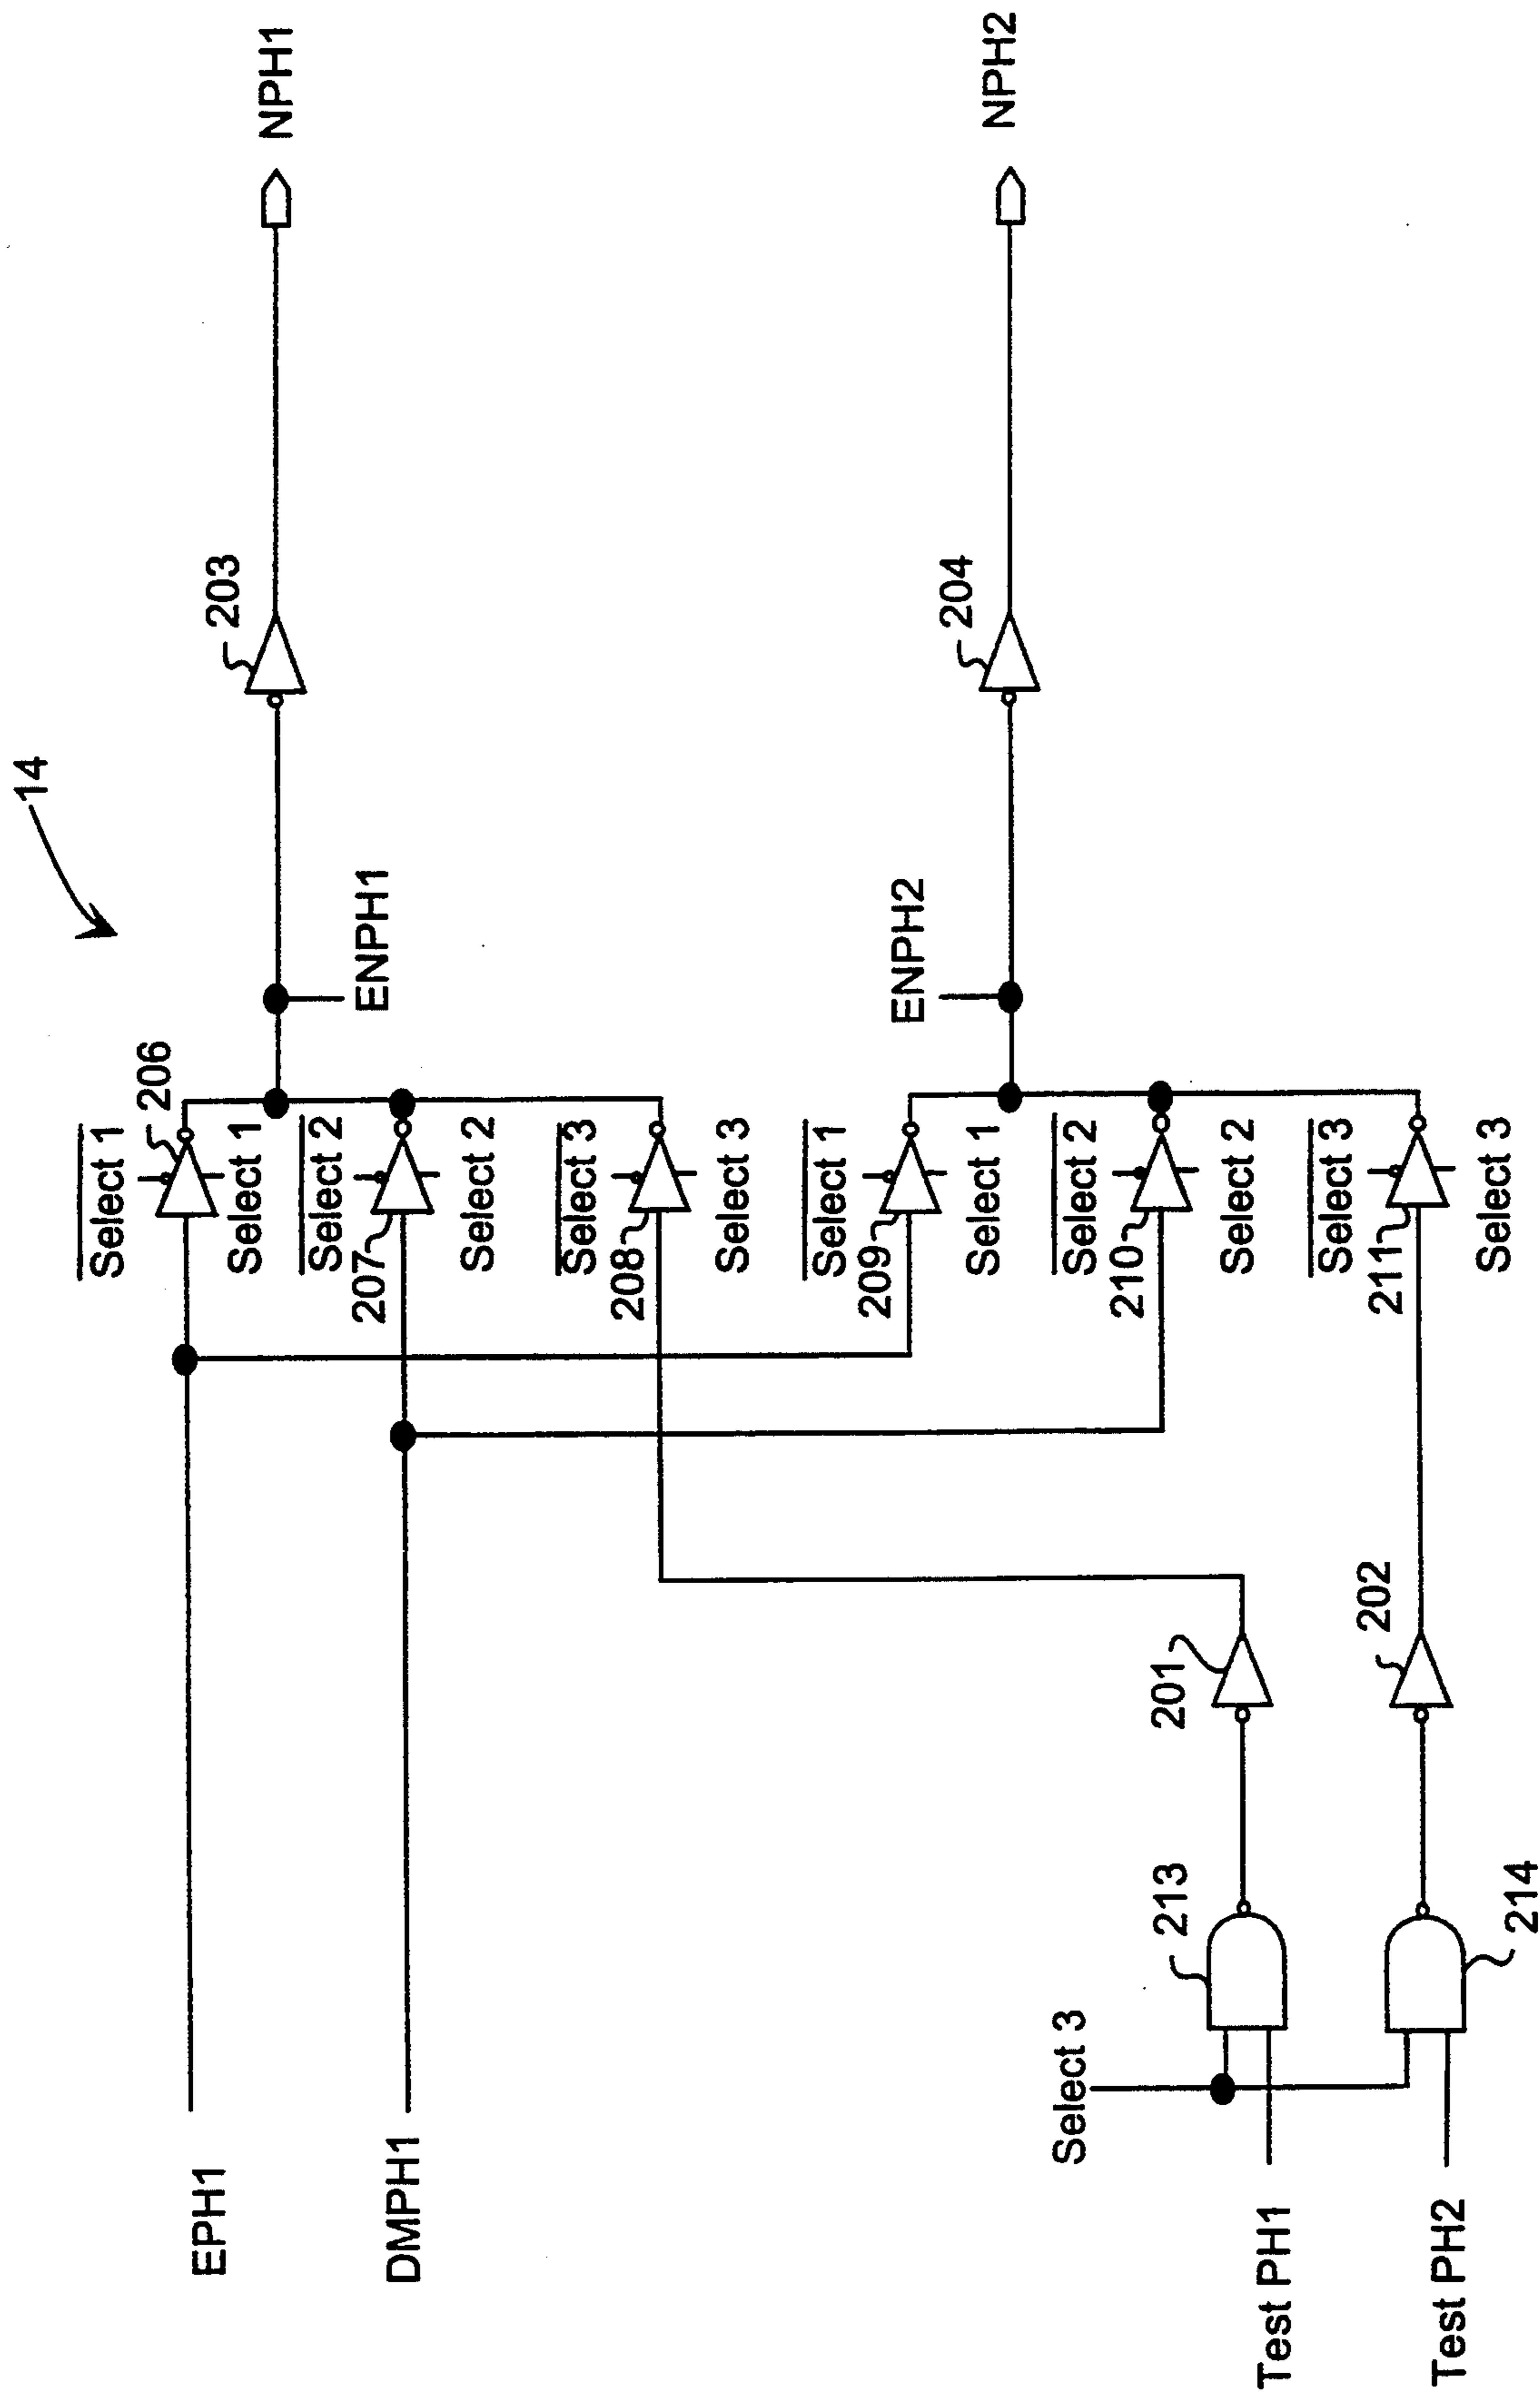 14
EPH1
DMPH1
Select 3
Test PH1
Test PH2
213
214
201
202
Select 1
206
Select 1
Select 2
207
Select 2
Select 3
208
Select 3
Select 1
209
Select 1
Select 2
210
Select 2
Select 3
211
Select 3
ENPH1
ENPH2
203
204
NPH1
NPH2